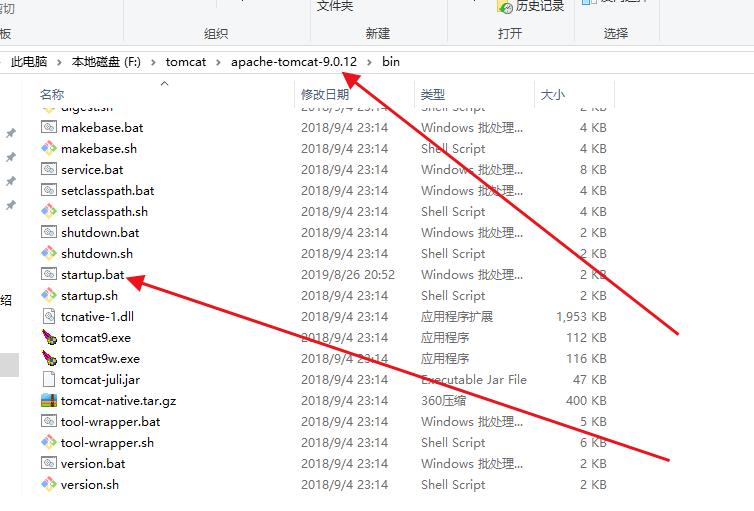 剪切
板
文件夹
组织
新建
历史记录
打开
选择
此电脑 > 本地磁盘 (F:) > tomcat > apache-tomcat-9.0.12 > bin
名称 修改日期 类型 大小
digest.sh 2018/9/4 23:14 Shell Script 2 KB
makebase.bat 2018/9/4 23:14 Windows 批处理... 4 KB
makebase.sh 2018/9/4 23:14 Shell Script 4 KB
service.bat 2018/9/4 23:14 Windows 批处理... 8 KB
setclasspath.bat 2018/9/4 23:14 Windows 批处理... 4 KB
setclasspath.sh 2018/9/4 23:14 Shell Script 4 KB
shutdown.bat 2018/9/4 23:14 Windows 批处理... 2 KB
shutdown.sh 2018/9/4 23:14 Shell Script 2 KB
startup.bat 2019/8/26 20:52 Windows 批处理... 2 KB
startup.sh 2018/9/4 23:14 Shell Script 2 KB
绍
tcnative-1.dll 2018/9/4 23:14 应用程序扩展 1,953 KB
tomcat9.exe 2018/9/4 23:14 应用程序 112 KB
tomcat9w.exe 2018/9/4 23:14 应用程序 116 KB
tomcat-juli.jar 2018/9/4 23:14 Executable Jar File 47 KB
tomcat-native.tar.gz 2018/9/4 23:14 360压缩 400 KB
tool-wrapper.bat 2018/9/4 23:14 Windows 批处理... 5 KB
tool-wrapper.sh 2018/9/4 23:14 Shell Script 6 KB
version.bat 2018/9/4 23:14 Windows 批处理... 2 KB
version.sh 2018/9/4 23:14 Shell Script 2 KB